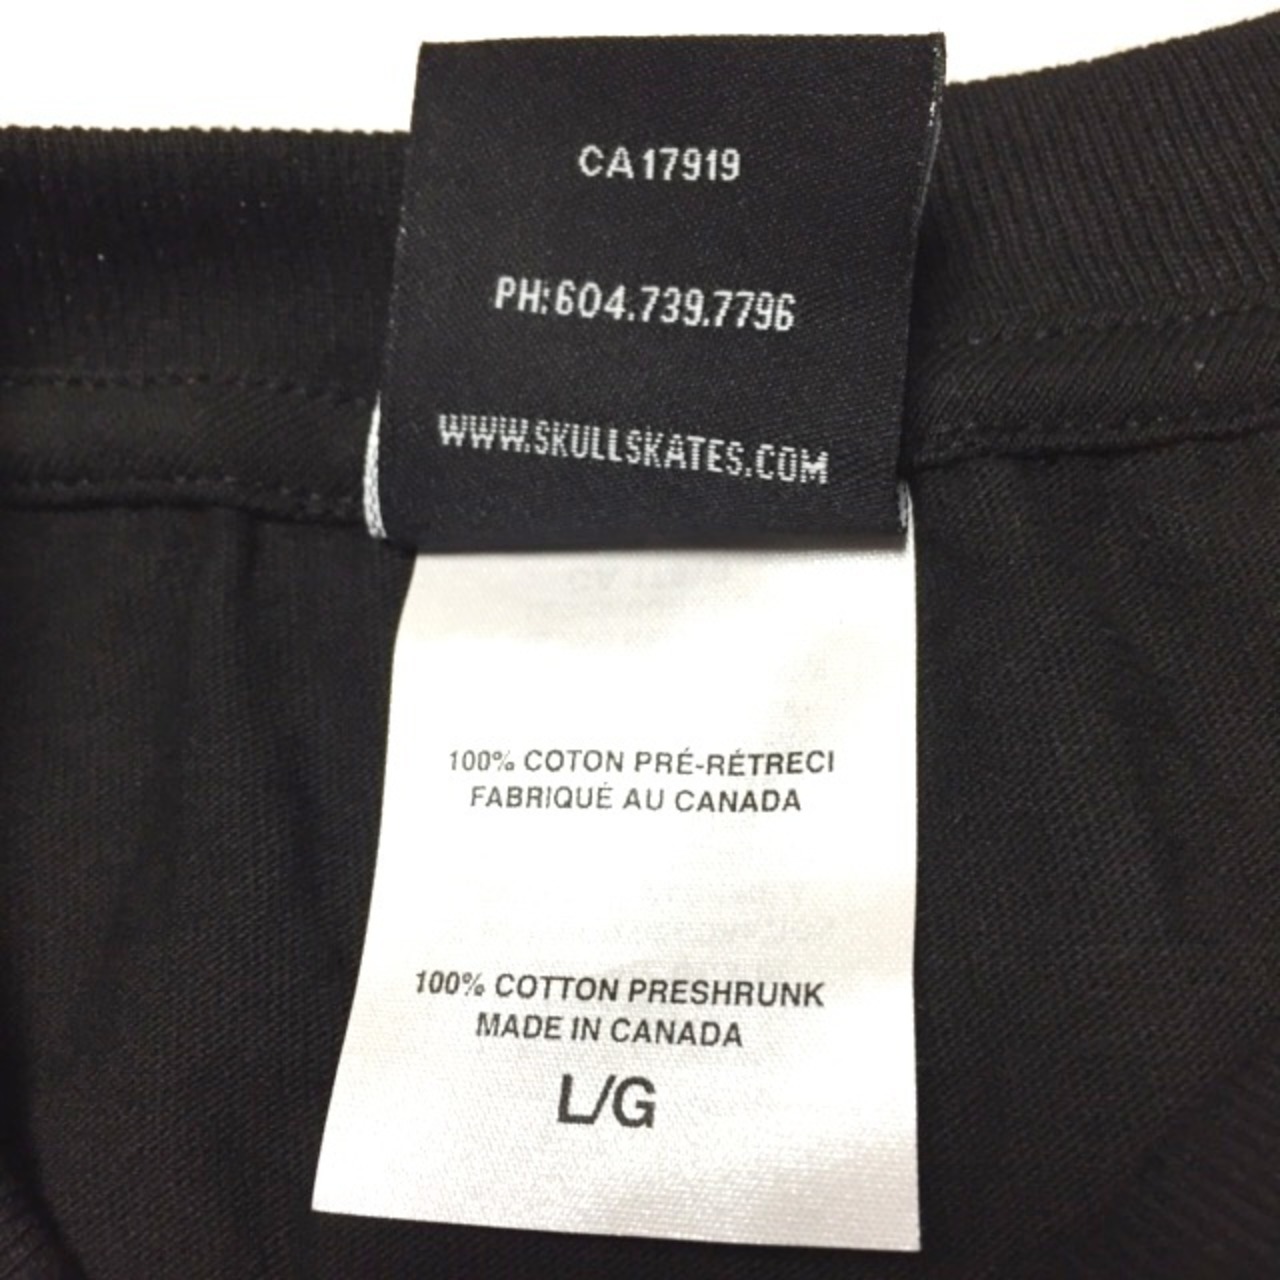 CA17919
PH:604.739.7796
WWW.SKULLSKATES.COM
100% COTON PRÉ-RÉTRECI
FABRIQUÉ AU CANADA
100% COTTON PRESHRUNK
MADE IN CANADA
L/G